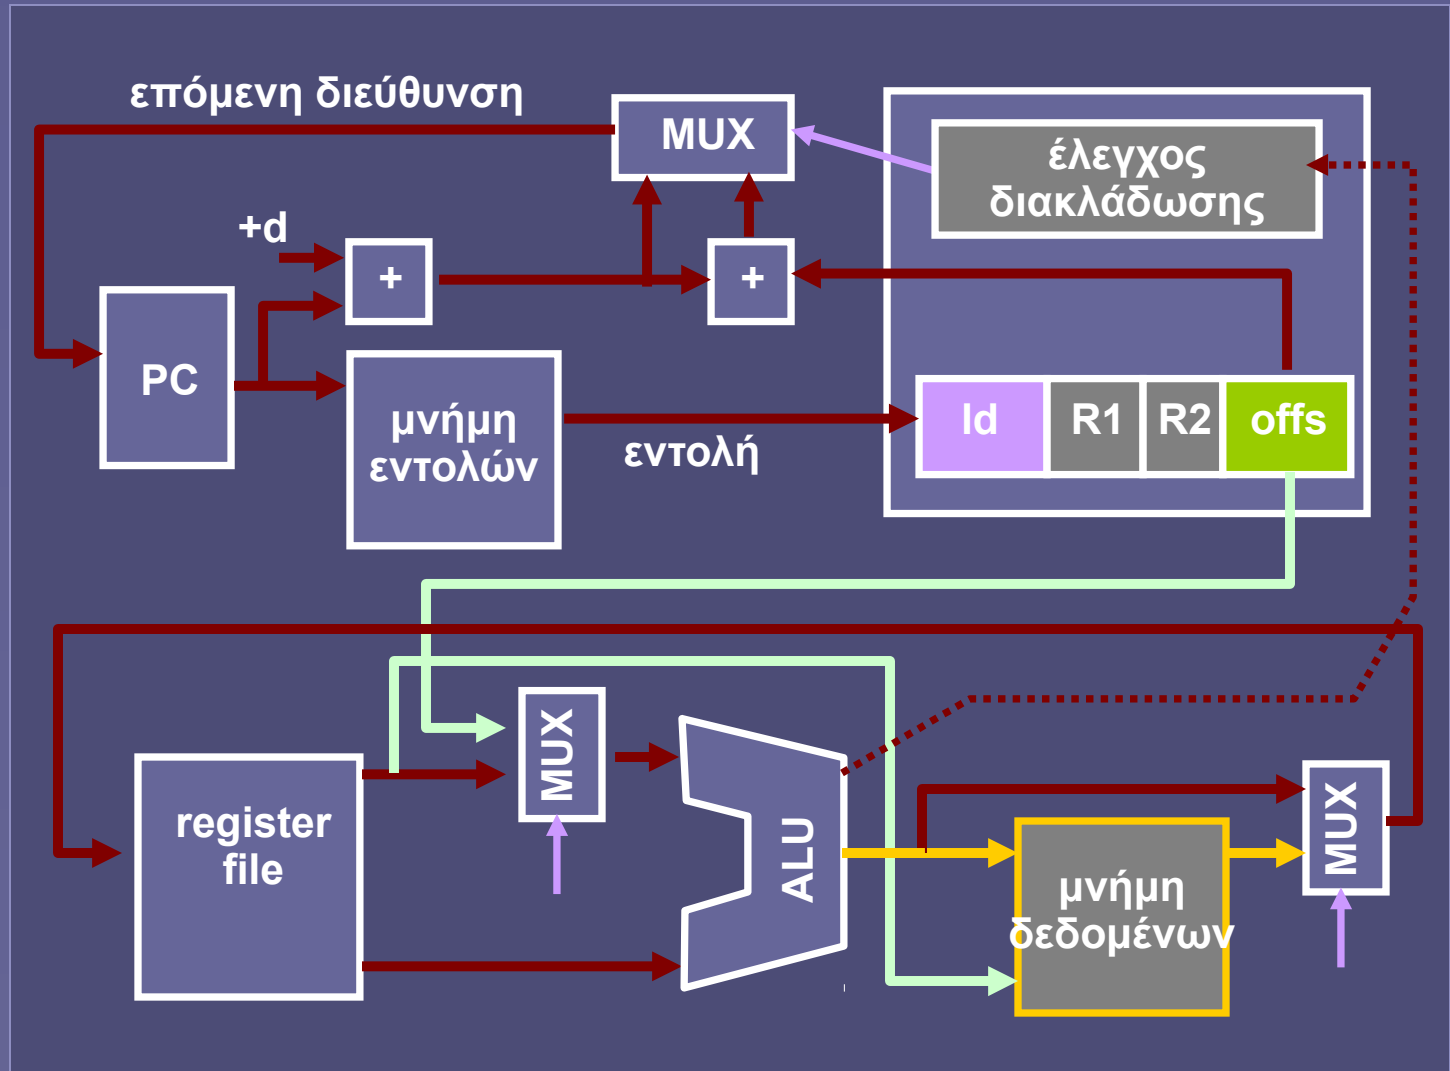 επόμενη διεύθυνση
MUX
έλεγχος
διακλάδωσης
+d
+
+
PC
μνήμη
εντολών
εντολή
ld
R1
R2
offs
MUX
register
file
ALU
MUX
μνήμη
δεδομένων